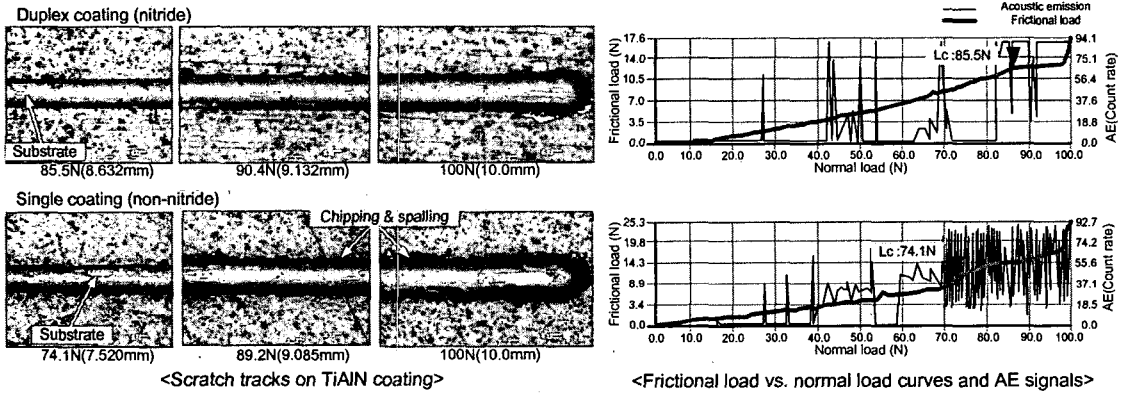 Duplex coating (nitride)
Substrate
85.5N(8.632mm)
90.4N(9.132mm)
100N(10.0mm)
Single coating (non-nitride)
Chipping & spalling
Substrate
74.1N(7.520mm)
89.2N(9.085mm)
100N(10.0mm)
<Scratch tracks on TiAlN coating>
Acoustic emission
Frictional load
Frictional load (N)
17.6
14.0
10.5
7.0
3.5
0.0
Lc :85.5N
94.1
75.1
56.4
37.6
18.8
0.0
AE(Count rate)
0.0 10.0 20.0 30.0 40.0 50.0 60.0 70.0 80.0 90.0 100.0
Normal load (N)
Frictional load (N)
25.3
19.8
14.3
8.9
3.4
0.0
Lc :74.1N
92.7
74.2
55.6
37.1
18.5
0.0
AE(Count rate)
0.0 10.0 20.0 30.0 40.0 50.0 60.0 70.0 80.0 90.0 100.0
Normal load (N)
<Frictional load vs. normal load curves and AE signals>